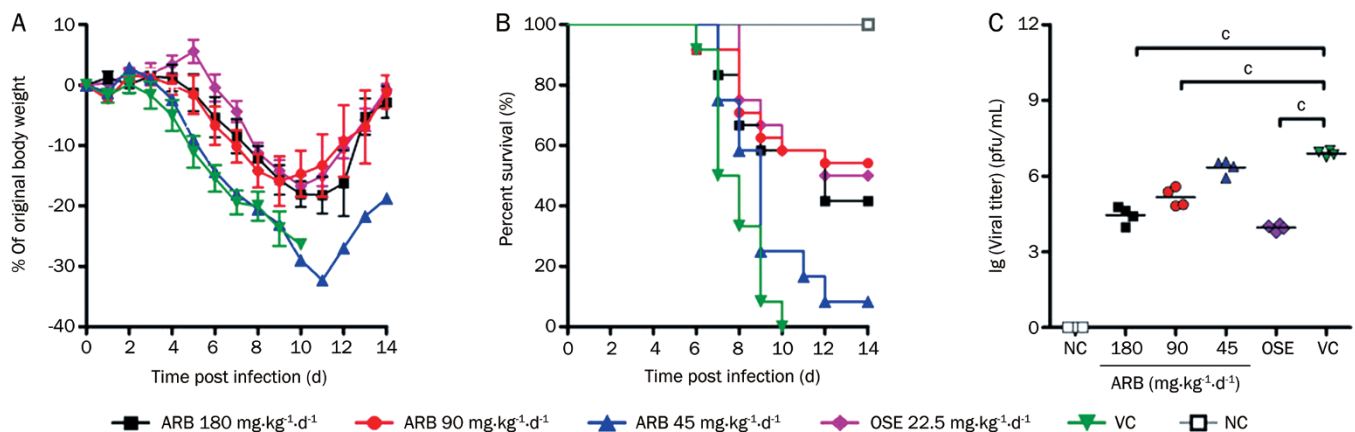 A
% Of original body weight
10
0
-10
-20
-30
-40
0 2 4 6 8 10 12 14
Time post infection (d)
B
Percent survival (%)
100
80
60
40
20
0
0 2 4 6 8 10 12 14
Time post infection (d)
C
lg (Viral titer) (pfu/mL)
12
9
6
3
0
c
c
c
NC 180 90 45 OSE VC
ARB (mg·kg⁻¹·d⁻¹)
ARB 180 mg·kg⁻¹·d⁻¹ ARB 90 mg·kg⁻¹·d⁻¹ ARB 45 mg·kg⁻¹·d⁻¹ OSE 22.5 mg·kg⁻¹·d⁻¹ VC NC